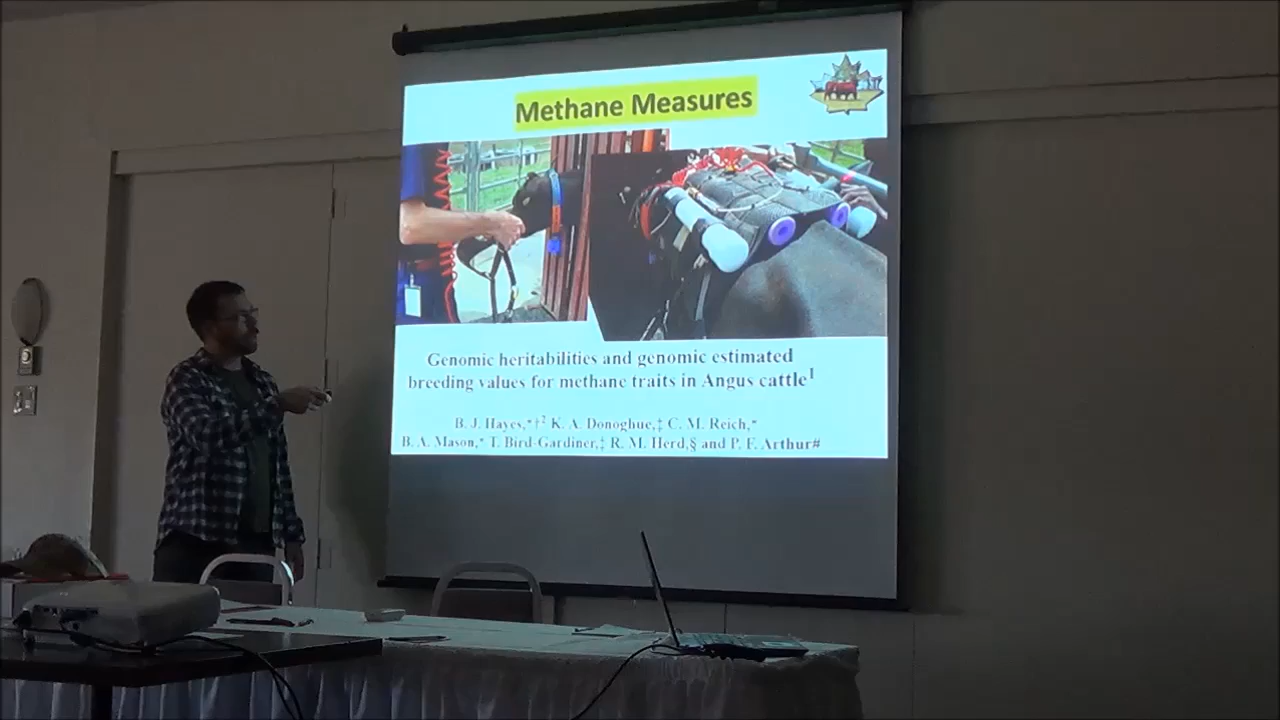 Methane Measures
Genomic heritabilities and genomic estimated
breeding values for methane traits in Angus cattle¹
B. J. Hayes,*†² K. A. Donoghue,‡ C. M. Reich,*
B. A. Mason,* T. Bird-Gardiner,‡ R. M. Herd,§ and P. F. Arthur#